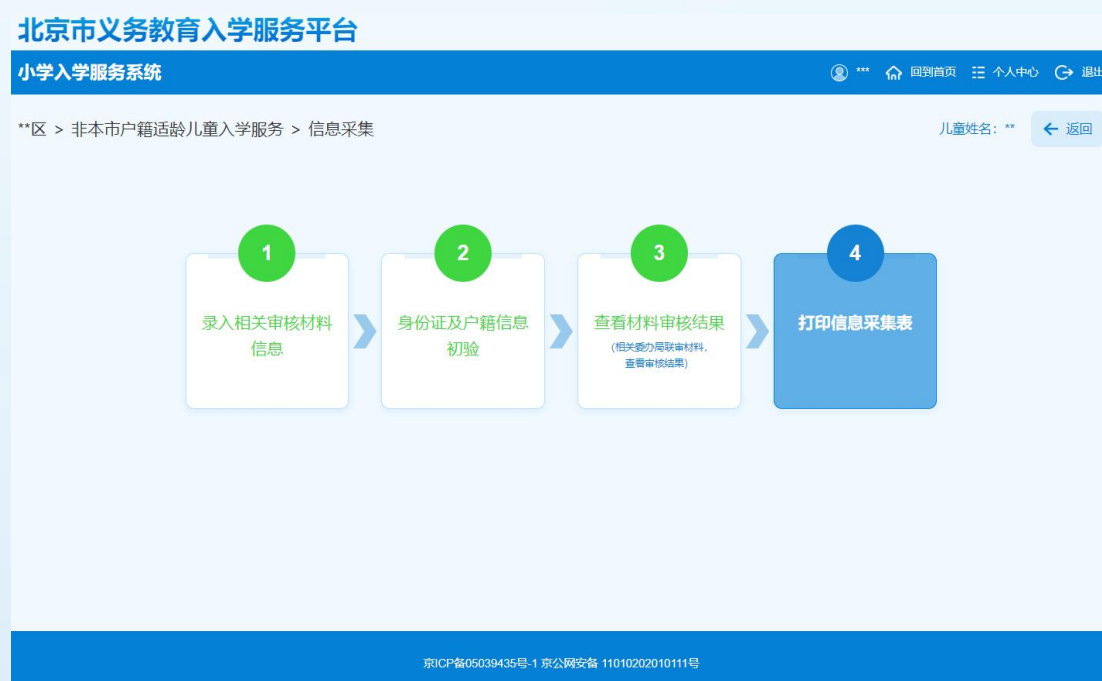 北京市义务教育入学服务平台
小学入学服务系统
*** 回到首页 个人中心 退出
**区 > 非本市户籍适龄儿童入学服务 > 信息采集
儿童姓名：** 返回
1
录入相关审核材料
信息
2
身份证及户籍信息
初验
3
查看材料审核结果
(相关委办局联审材料，
查看审核结果)
4
打印信息采集表
京ICP备05039435号-1 京公网安备 11010202010111号